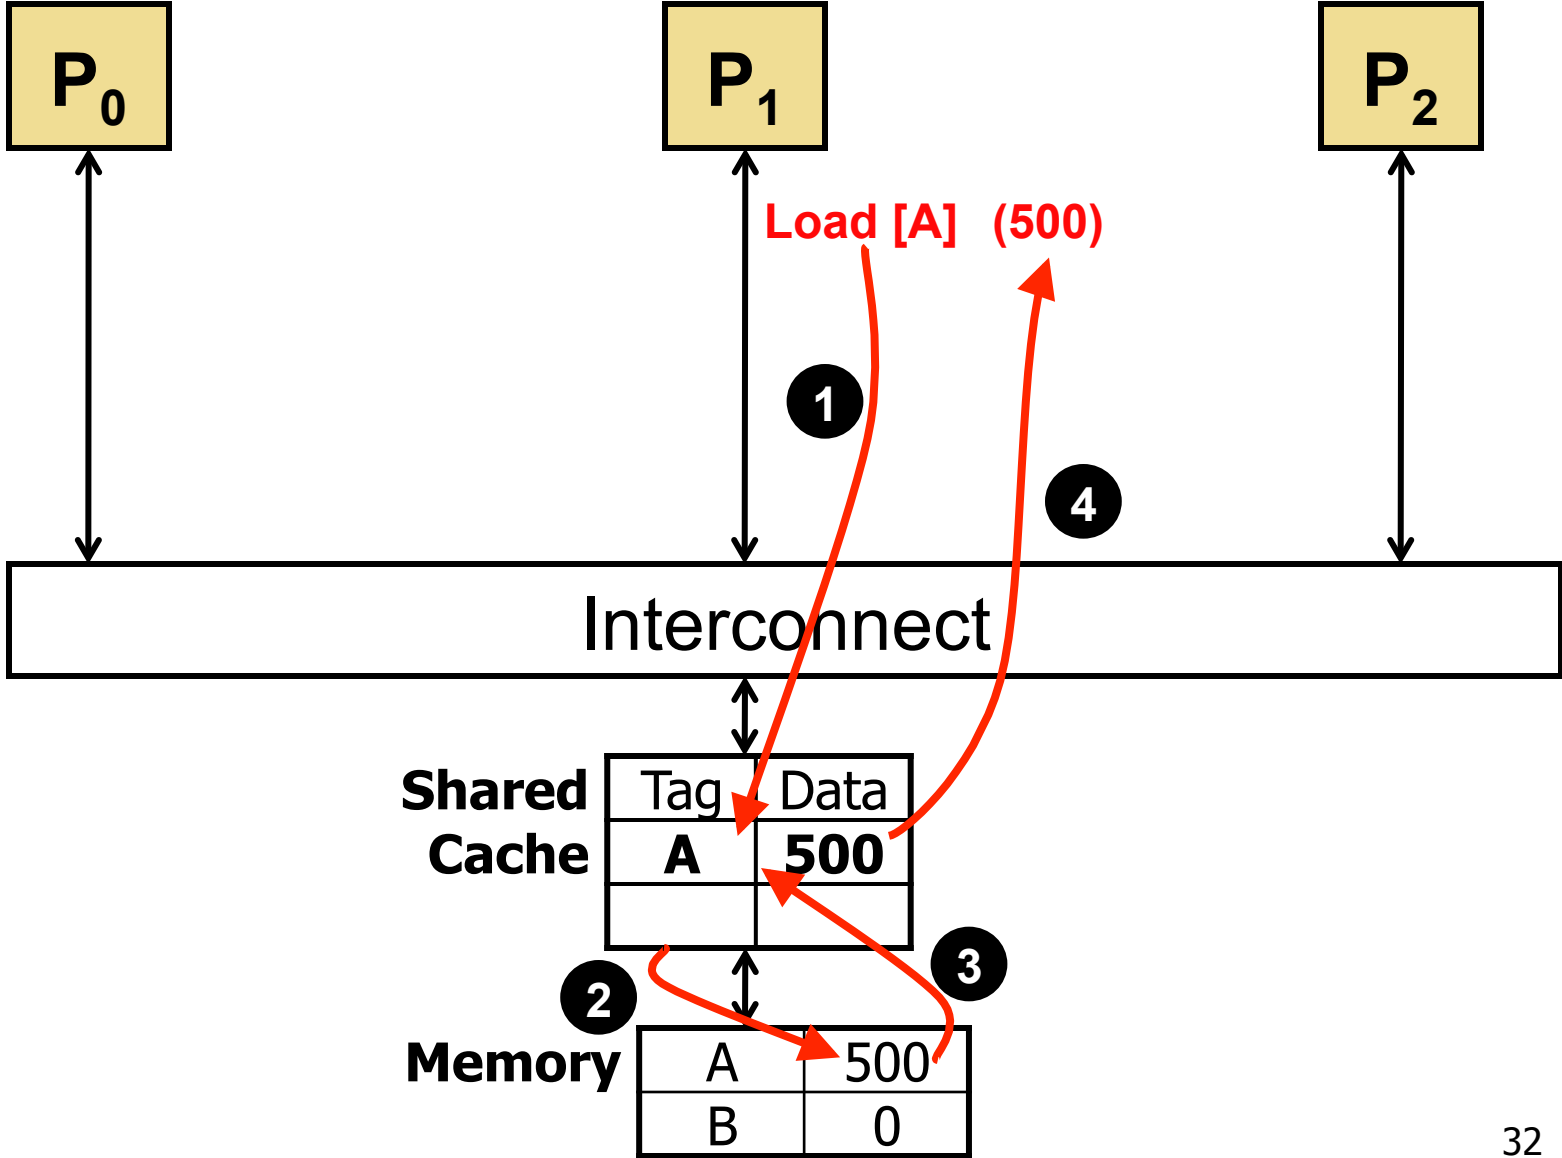 P0 P1 P2
Load [A] (500)
1
4
Interconnect
Shared Cache
Tag Data
A 500
2
3
Memory
A 500
B 0
32